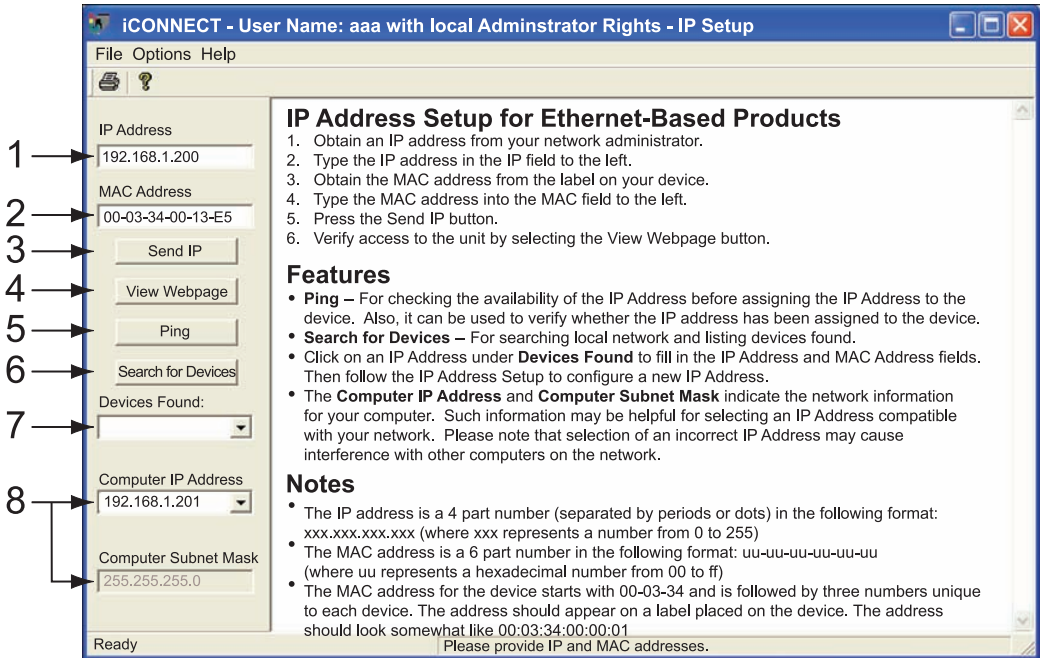 iCONNECT - User Name: aaa with local Adminstrator Rights - IP Setup
File Options Help
1
IP Address
192.168.1.200
2
MAC Address
00-03-34-00-13-E5
3
Send IP
4
View Webpage
5
Ping
6
Search for Devices
7
Devices Found:
8
Computer IP Address
192.168.1.201
Computer Subnet Mask
255.255.255.0
IP Address Setup for Ethernet-Based Products
1. Obtain an IP address from your network administrator.
2. Type the IP address in the IP field to the left.
3. Obtain the MAC address from the label on your device.
4. Type the MAC address into the MAC field to the left.
5. Press the Send IP button.
6. Verify access to the unit by selecting the View Webpage button.
Features
• Ping – For checking the availability of the IP Address before assigning the IP Address to the
device. Also, it can be used to verify whether the IP address has been assigned to the device.
• Search for Devices – For searching local network and listing devices found.
• Click on an IP Address under Devices Found to fill in the IP Address and MAC Address fields.
Then follow the IP Address Setup to configure a new IP Address.
• The Computer IP Address and Computer Subnet Mask indicate the network information
for your computer. Such information may be helpful for selecting an IP Address compatible
with your network. Please note that selection of an incorrect IP Address may cause
interference with other computers on the network.
Notes
• The IP address is a 4 part number (separated by periods or dots) in the following format:
xxx.xxx.xxx.xxx (where xxx represents a number from 0 to 255)
• The MAC address is a 6 part number in the following format: uu-uu-uu-uu-uu-uu
(where uu represents a hexadecimal number from 00 to ff)
• The MAC address for the device starts with 00-03-34 and is followed by three numbers unique
to each device. The address should appear on a label placed on the device. The address
should look somewhat like 00:03:34:00:00:01
Ready
Please provide IP and MAC addresses.